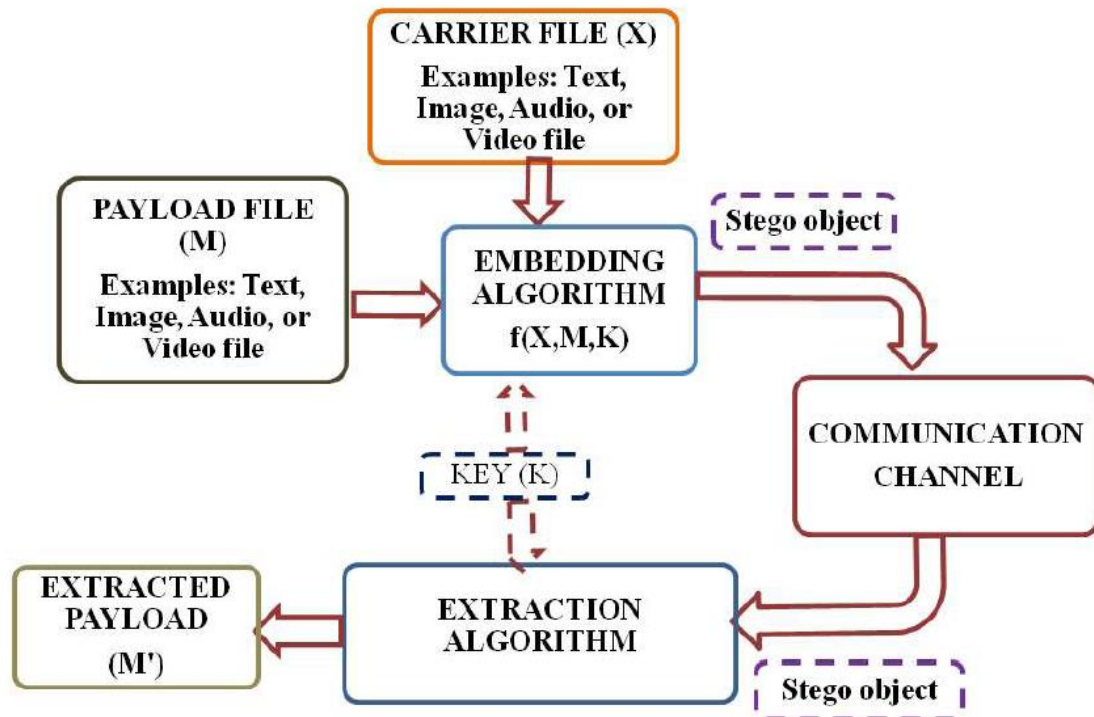 CARRIER FILE (X)
Examples: Text,
Image, Audio, or
Video file
PAYLOAD FILE
(M)
Examples: Text,
Image, Audio, or
Video file
EMBEDDING
ALGORITHM
f(X,M,K)
Stego object
COMMUNICATION
CHANNEL
KEY (K)
EXTRACTED
PAYLOAD
(M')
EXTRACTION
ALGORITHM
Stego object